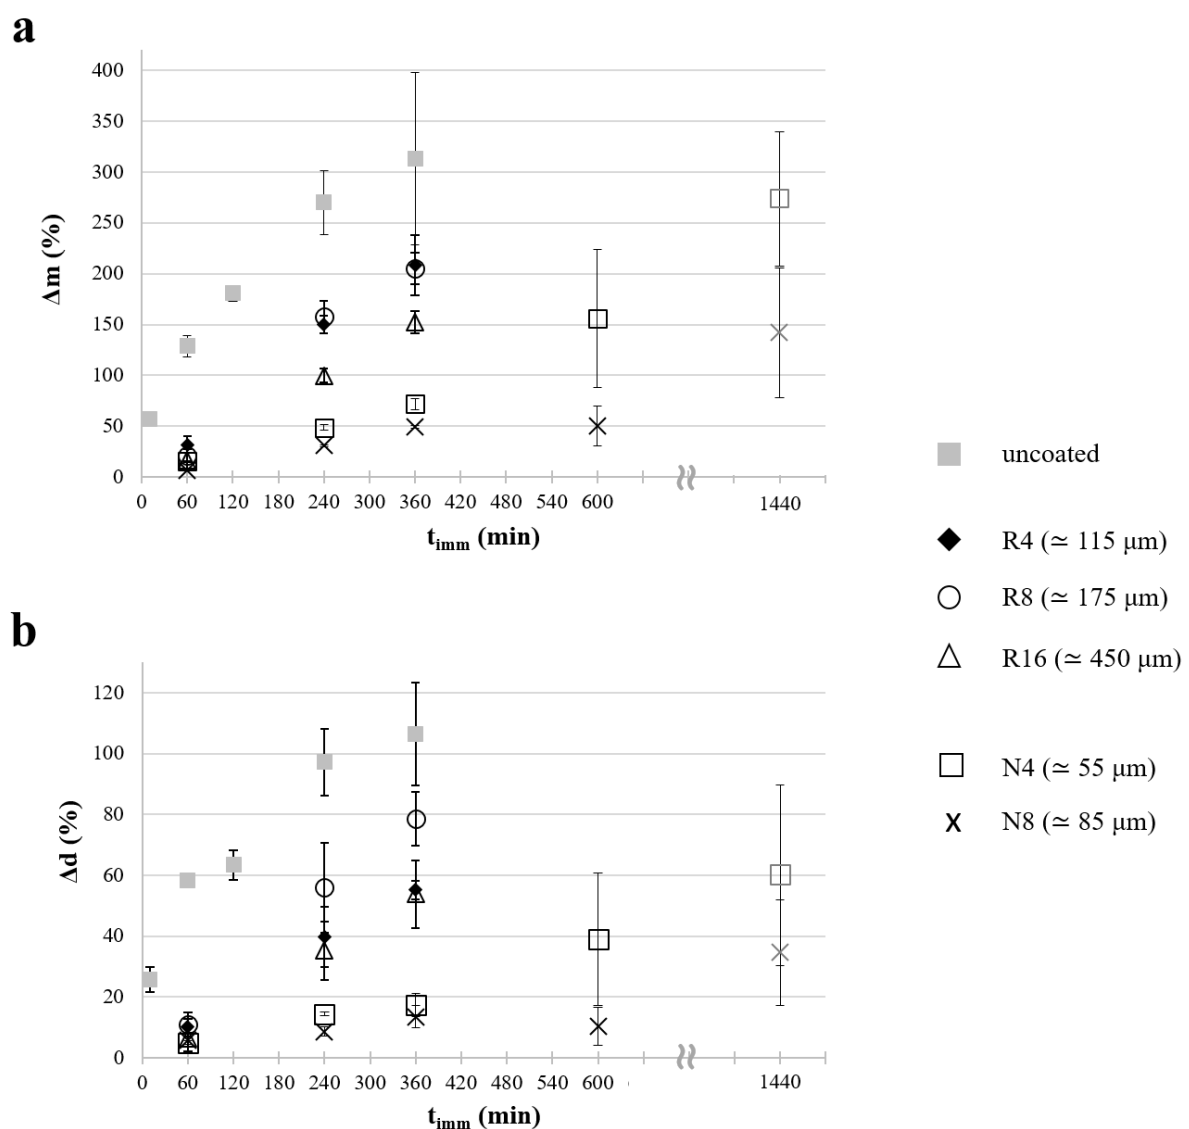 a
400
350
300
250
200
150
100
50
0
Δm (%)
0 60 120 180 240 300 360 420 480 540 600 1440
t_imm (min)
uncoated
R4 (≃ 115 μm)
R8 (≃ 175 μm)
R16 (≃ 450 μm)
N4 (≃ 55 μm)
N8 (≃ 85 μm)
b
120
100
80
60
40
20
0
Δd (%)
0 60 120 180 240 300 360 420 480 540 600 1440
t_imm (min)